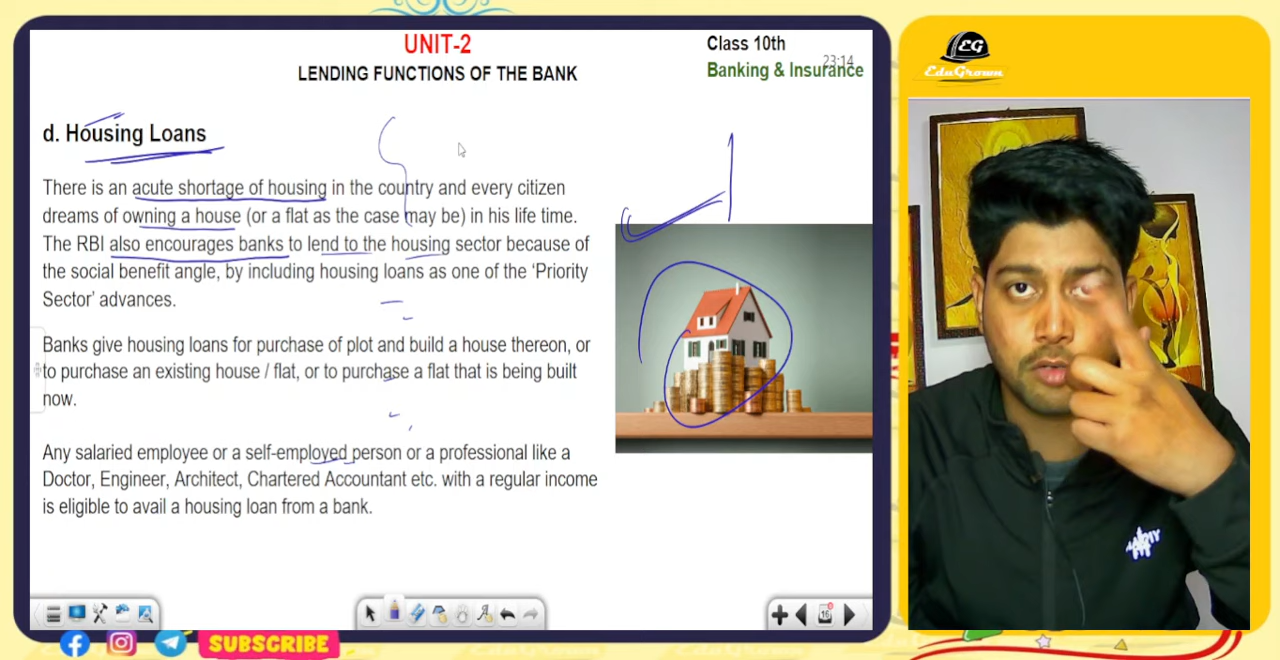 UNIT-2
LENDING FUNCTIONS OF THE BANK
Class 10th
23:14
Banking & Insurance
EG
EduGrown
d. Housing Loans
There is an acute shortage of housing in the country and every citizen
dreams of owning a house (or a flat as the case may be) in his life time.
The RBI also encourages banks to lend to the housing sector because of
the social benefit angle, by including housing loans as one of the ‘Priority
Sector’ advances.
Banks give housing loans for purchase of plot and build a house thereon, or
to purchase an existing house / flat, or to purchase a flat that is being built
now.
Any salaried employee or a self-employed person or a professional like a
Doctor, Engineer, Architect, Chartered Accountant etc. with a regular income
is eligible to avail a housing loan from a bank.
16
SUBSCRIBE